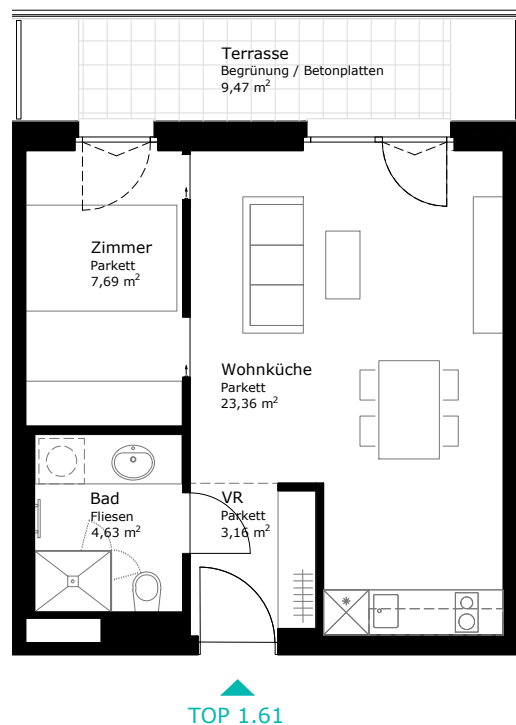 Terrasse
Begrünung / Betonplatten
9,47 m²
Zimmer
Parkett
7,69 m²
Wohnküche
Parkett
23,36 m²
Bad
Fliesen
4,63 m²
VR
Parkett
3,16 m²
TOP 1.61